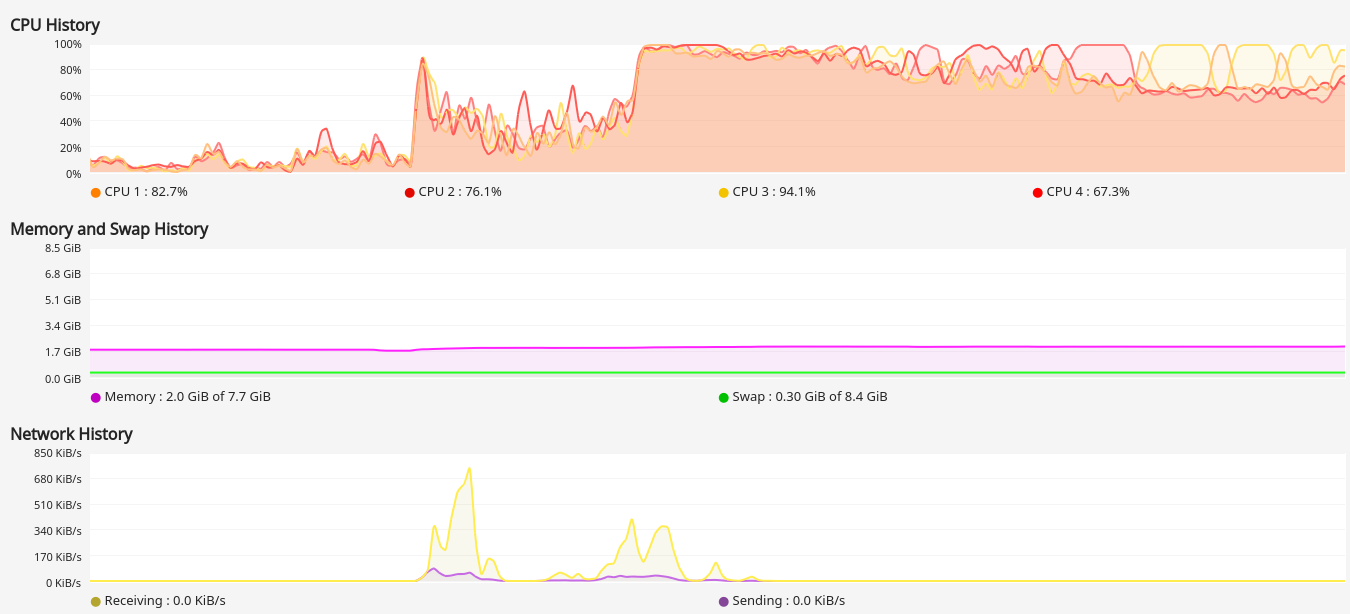 CPU History
100%
80%
60%
40%
20%
0%
CPU 1 : 82.7% CPU 2 : 76.1% CPU 3 : 94.1% CPU 4 : 67.3%
Memory and Swap History
8.5 GiB
6.8 GiB
5.1 GiB
3.4 GiB
1.7 GiB
0.0 GiB
Memory : 2.0 GiB of 7.7 GiB Swap : 0.30 GiB of 8.4 GiB
Network History
850 KiB/s
680 KiB/s
510 KiB/s
340 KiB/s
170 KiB/s
0 KiB/s
Receiving : 0.0 KiB/s Sending : 0.0 KiB/s